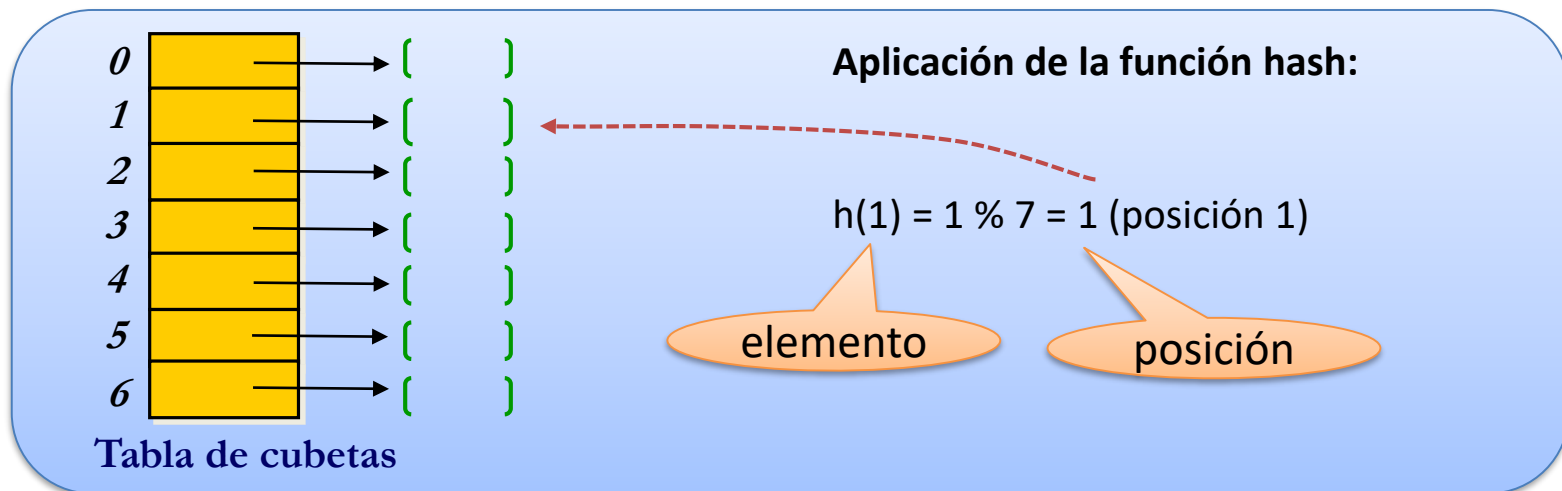 0
1
2
3
4
5
6
Tabla de cubetas
Aplicación de la función hash:
h(1) = 1 % 7 = 1 (posición 1)
elemento
posición